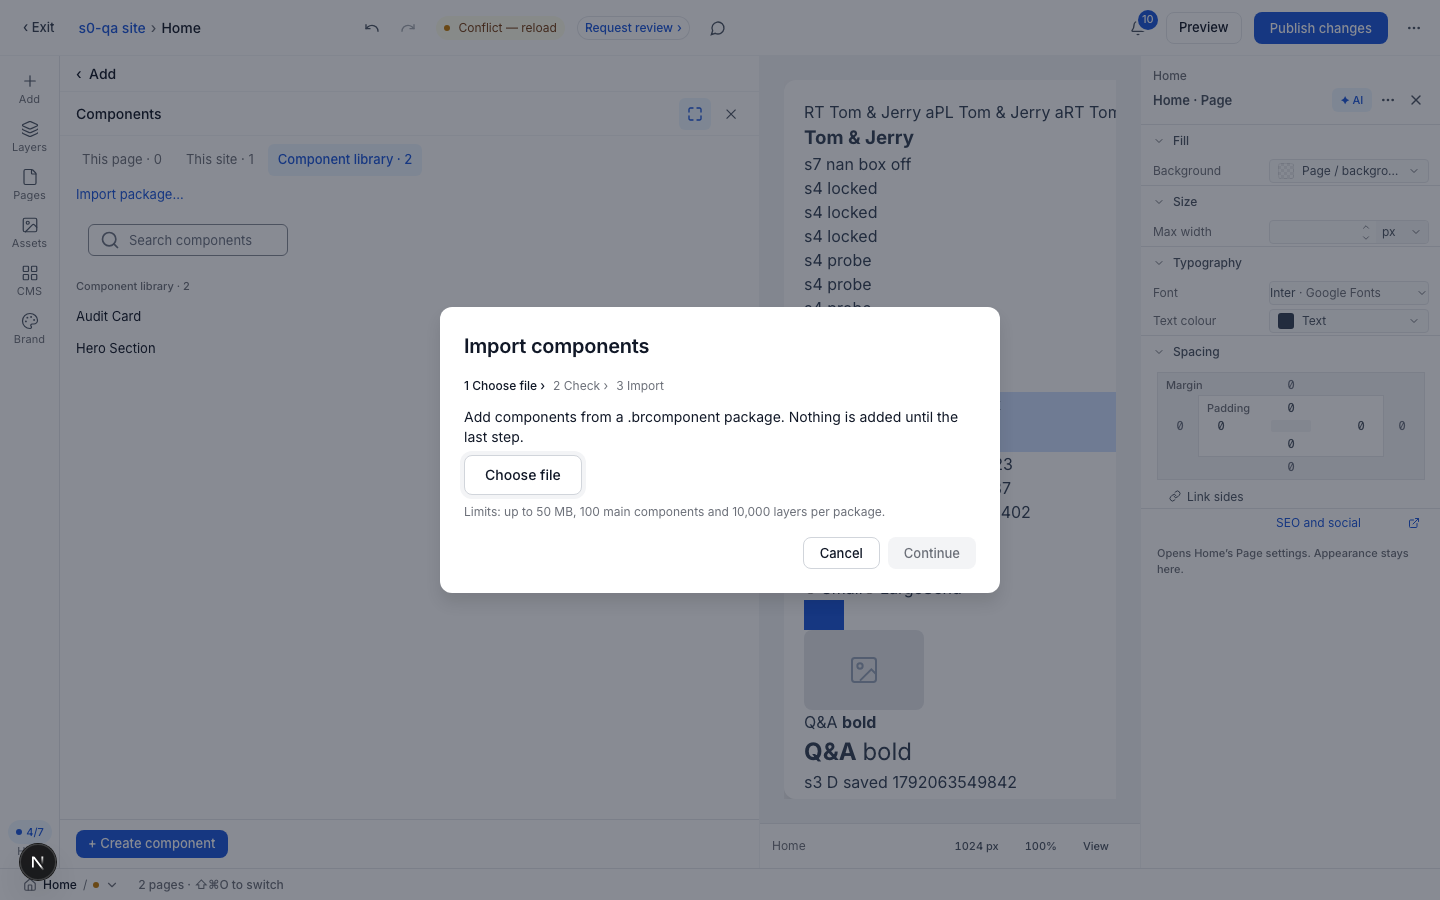 ‹ Exit
s0-qa site › Home
Conflict — reload
Request review ›
10
Preview
Publish changes
Add
Layers
Pages
Assets
CMS
Brand
4/7
N
‹ Add
Components
This page · 0
This site · 1
Component library · 2
Import package...
Search components
Component library · 2
Audit Card
Hero Section
+ Create component
Import components
1 Choose file › 2 Check › 3 Import
Add components from a .brcomponent package. Nothing is added until the
last step.
Choose file
Limits: up to 50 MB, 100 main components and 10,000 layers per package.
Cancel
Continue
RT Tom & Jerry aPL Tom & Jerry aRT Tom
Tom & Jerry
s7 nan box off
s4 locked
s4 locked
s4 locked
s4 probe
s4 probe
s4 probe
23
37
402
Q&A bold
Q&A bold
s3 D saved 1792063549842
Home
1024 px
100%
View
Home
Home · Page
AI
Fill
Background
Page / backgro...
Size
Max width
px
Typography
Font
Inter · Google Fonts
Text colour
Text
Spacing
Margin
0
Padding
0
0
0
0
0
0
0
Link sides
SEO and social
Opens Home's Page settings. Appearance stays
here.
Home /
2 pages · ⇧⌘O to switch